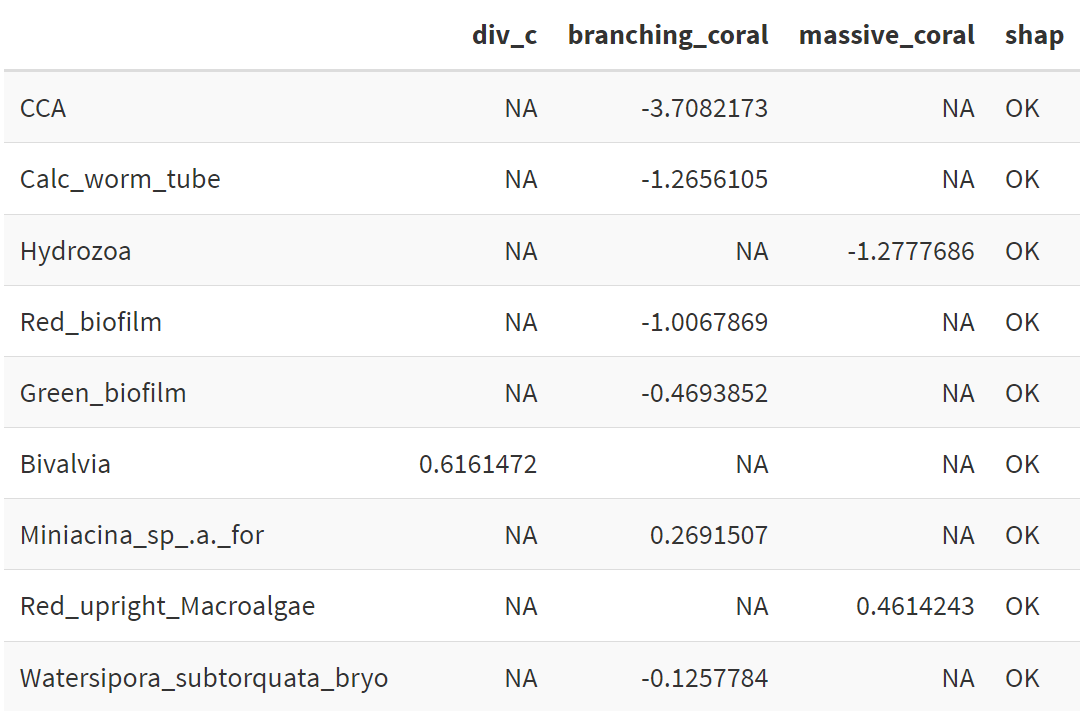 div_c branching_coral massive_coral shap
CCA NA -3.7082173 NA OK
Calc_worm_tube NA -1.2656105 NA OK
Hydrozoa NA NA -1.2777686 OK
Red_biofilm NA -1.0067869 NA OK
Green_biofilm NA -0.4693852 NA OK
Bivalvia 0.6161472 NA NA OK
Miniacina_sp_.a._for NA 0.2691507 NA OK
Red_upright_Macroalgae NA NA 0.4614243 OK
Watersipora_subtorquata_bryo NA -0.1257784 NA OK